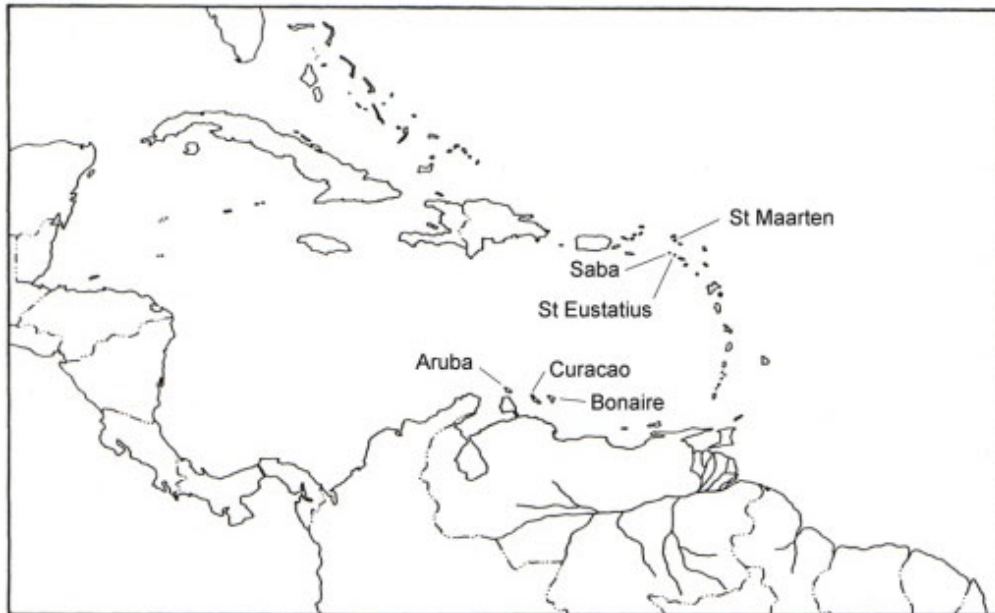 St Maarten
Saba
St Eustatius
Aruba
Curacao
Bonaire